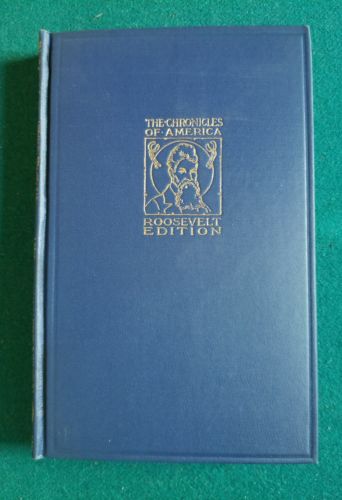 THE·CHRONICLES
OF·AMERICA
ROOSEVELT
EDITION